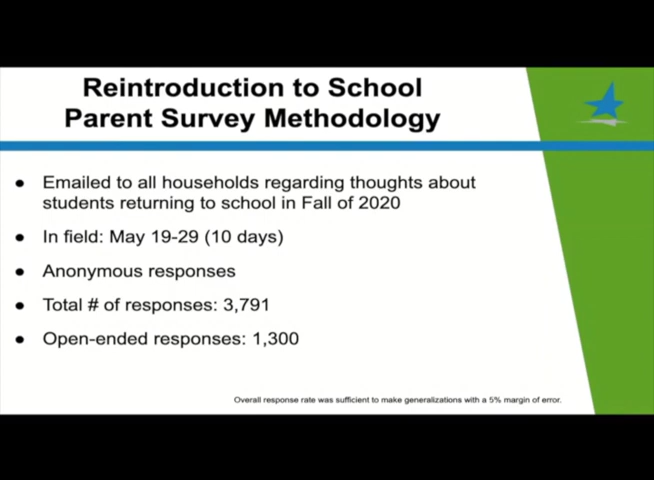 Reintroduction to School
Parent Survey Methodology
● Emailed to all households regarding thoughts about
students returning to school in Fall of 2020
● In field: May 19-29 (10 days)
● Anonymous responses
● Total # of responses: 3,791
● Open-ended responses: 1,300
Overall response rate was sufficient to make generalizations with a 5% margin of error.